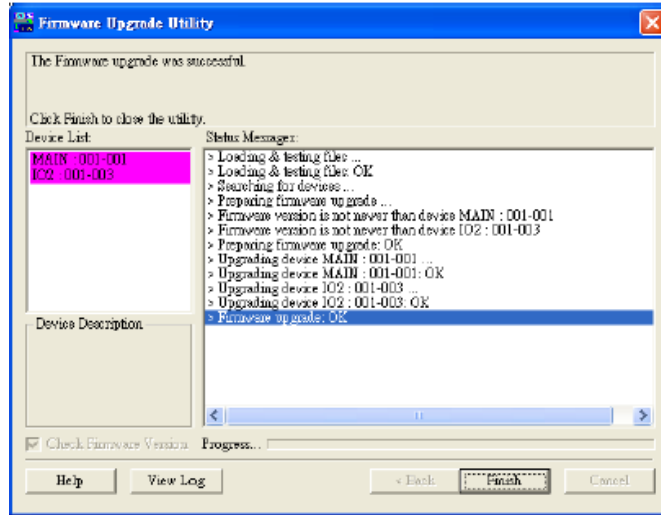 Firmware Upgrade Utility
The Firmware upgrade was successful.
Click Finish to close the utility.
Device List:
MAIN : 001-001
IO2 : 001-003
Status Messages:
> Loading & testing files ...
> Loading & testing files: OK
> Searching for devices ...
> Preparing firmware upgrade ...
> Firmware version is not newer than device MAIN : 001-001
> Firmware version is not newer than device IO2 : 001-003
> Preparing firmware upgrade: OK
> Upgrading device MAIN : 001-001 ...
> Upgrading device MAIN : 001-001: OK
> Upgrading device IO2 : 001-003 ...
> Upgrading device IO2 : 001-003: OK
> Firmware upgrade: OK
Device Description
Check Firmware Version Progress...
Help View Log < Back Finish Cancel